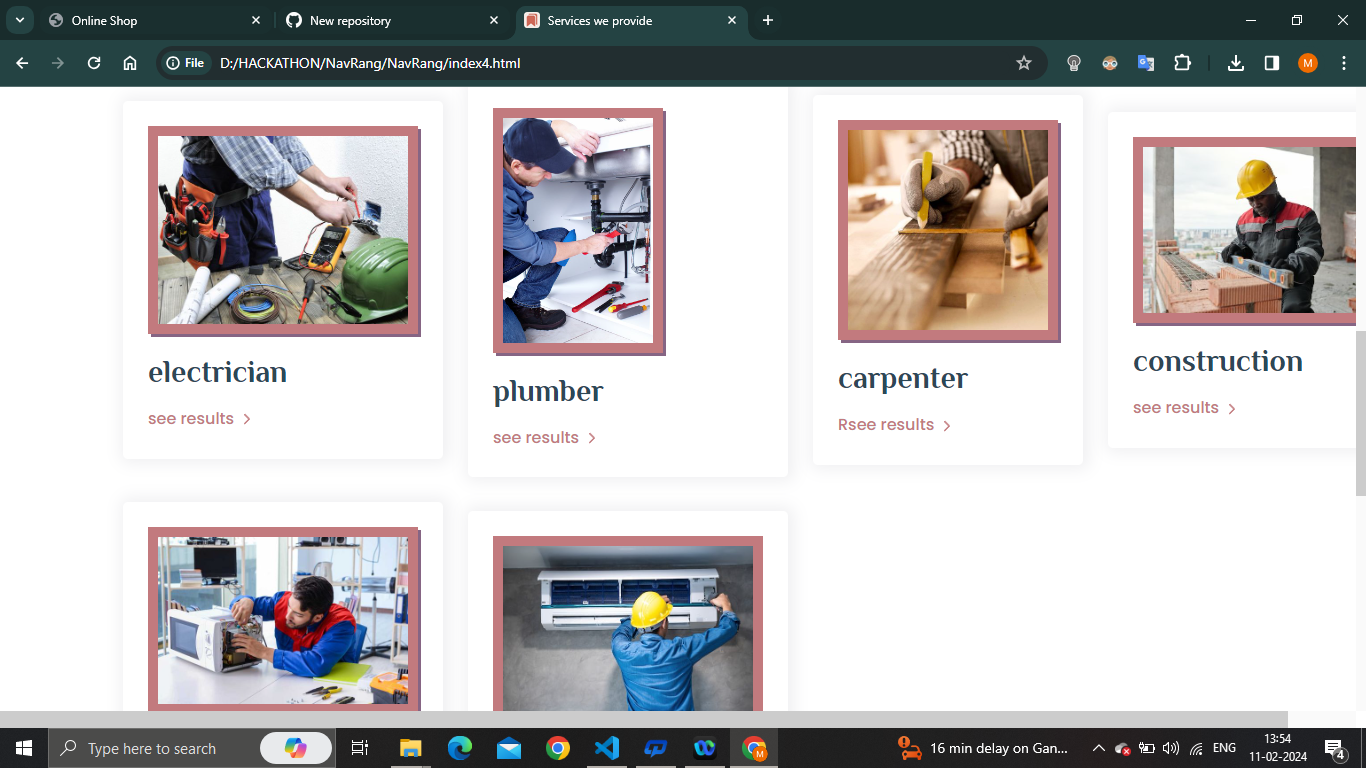 Online Shop
New repository
Services we provide
File
D:/HACKATHON/NavRang/NavRang/index4.html
M
electrician
see results
plumber
see results
carpenter
Rsee results
construction
see results
Type here to search
M
16 min delay on Gan...
ENG
13:54
11-02-2024
4